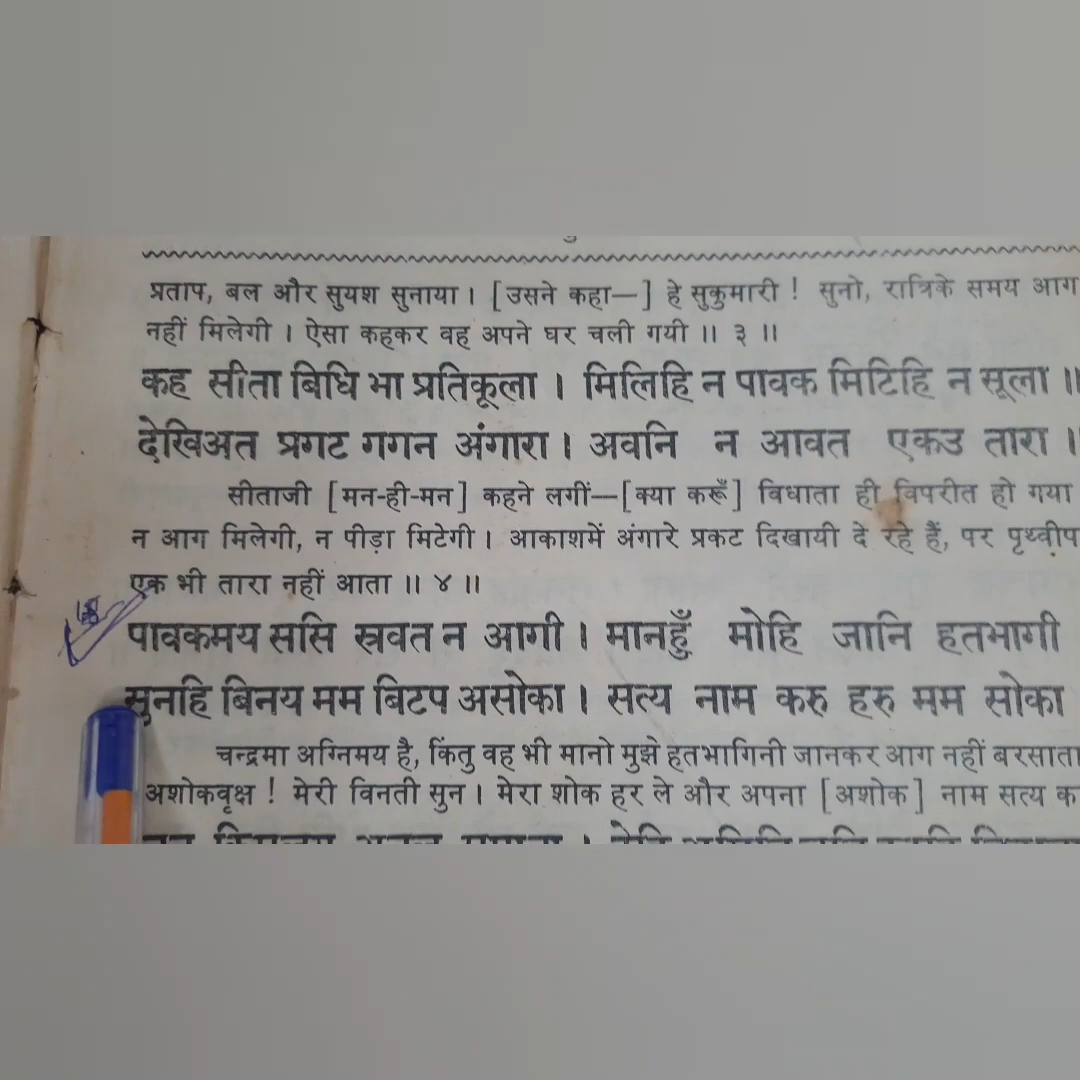 प्रताप, बल और सुयश सुनाया । [उसने कहा—] हे सुकुमारी ! सुनो, रात्रिके समय आग
नहीं मिलेगी । ऐसा कहकर वह अपने घर चली गयी ॥ ३ ॥
कह सीता बिधि भा प्रतिकूला । मिलिहि न पावक मिटिहि न सूला ॥
देखिअत प्रगट गगन अंगारा । अवनि न आवत एकउ तारा ॥
सीताजी [मन-ही-मन] कहने लगीं—[क्या करूँ] विधाता ही विपरीत हो गया
न आग मिलेगी, न पीड़ा मिटेगी । आकाशमें अंगारे प्रकट दिखायी दे रहे हैं, पर पृथ्वीप
एक भी तारा नहीं आता ॥ ४ ॥
पावकमय ससि स्रवत न आगी । मानहुँ मोहि जानि हतभागी
सुनहि बिनय मम बिटप असोका । सत्य नाम करु हरु मम सोका
चन्द्रमा अग्निमय है, किंतु वह भी मानो मुझे हतभागिनी जानकर आग नहीं बरसाता
अशोकवृक्ष ! मेरी विनती सुन । मेरा शोक हर ले और अपना [अशोक] नाम सत्य क